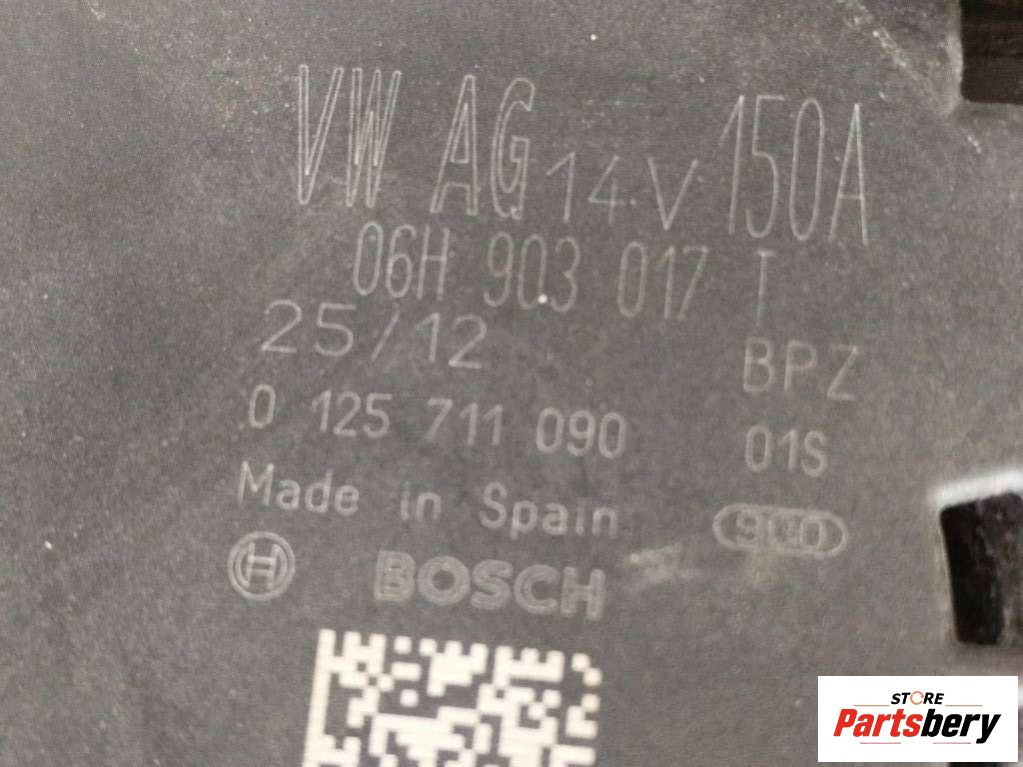 VW AG 14V 150A
06H 903 017 T
25/12 BPZ
0 125 711 090 01S
Made in Spain
BOSCH
STORE
Partsbery